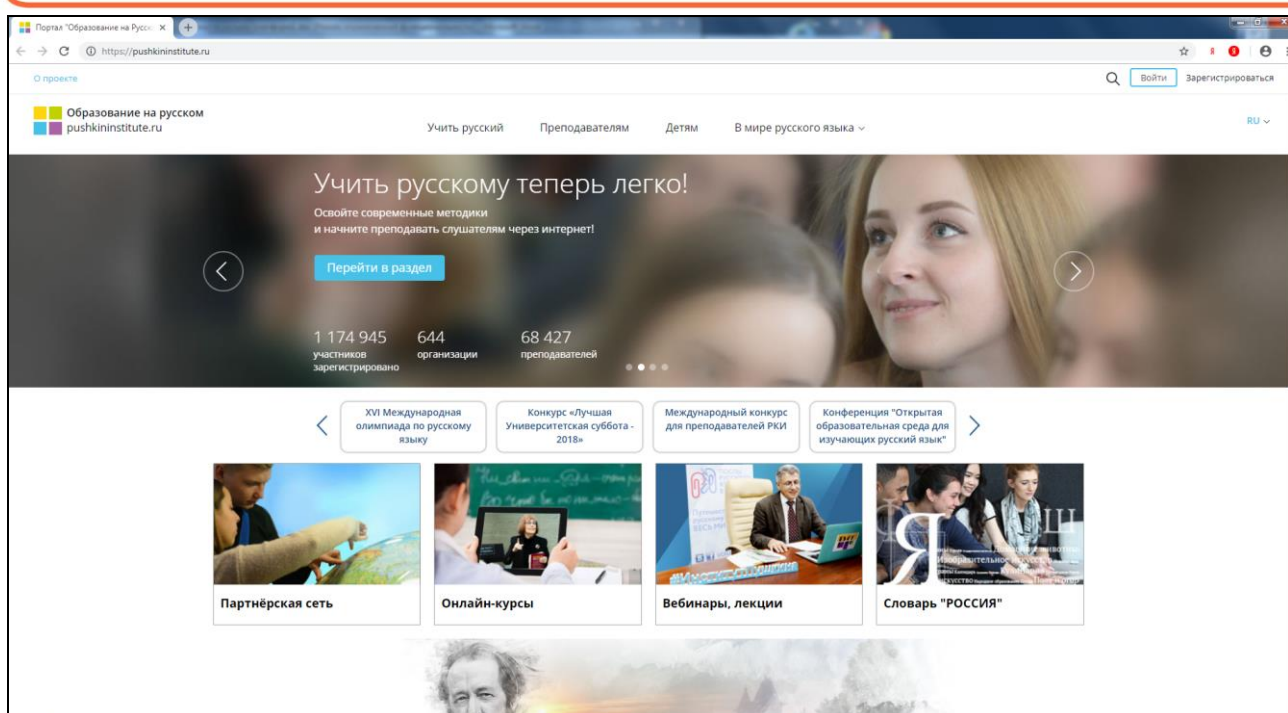 Портал "Образование на Русск
https://pushkininstitute.ru
О проекте
Войти
Зарегистрироваться
Образование на русском
pushkininstitute.ru
Учить русский
Преподавателям
Детям
В мире русского языка
RU
Учить русскому теперь легко!
Освойте современные методики
и начните преподавать слушателям через интернет!
Перейти в раздел
1 174 945
участников
зарегистрировано
644
организации
68 427
преподавателей
XVI Международная
олимпиада по русскому
языку
Конкурс «Лучшая
Университетская суббота -
2018»
Международный конкурс
для преподавателей РКИ
Конференция "Открытая
образовательная среда для
изучающих русский язык"
#ИнститутПушкина
Я
Ш
Изобразительное искусство
Партнёрская сеть
Онлайн-курсы
Вебинары, лекции
Словарь "РОССИЯ"